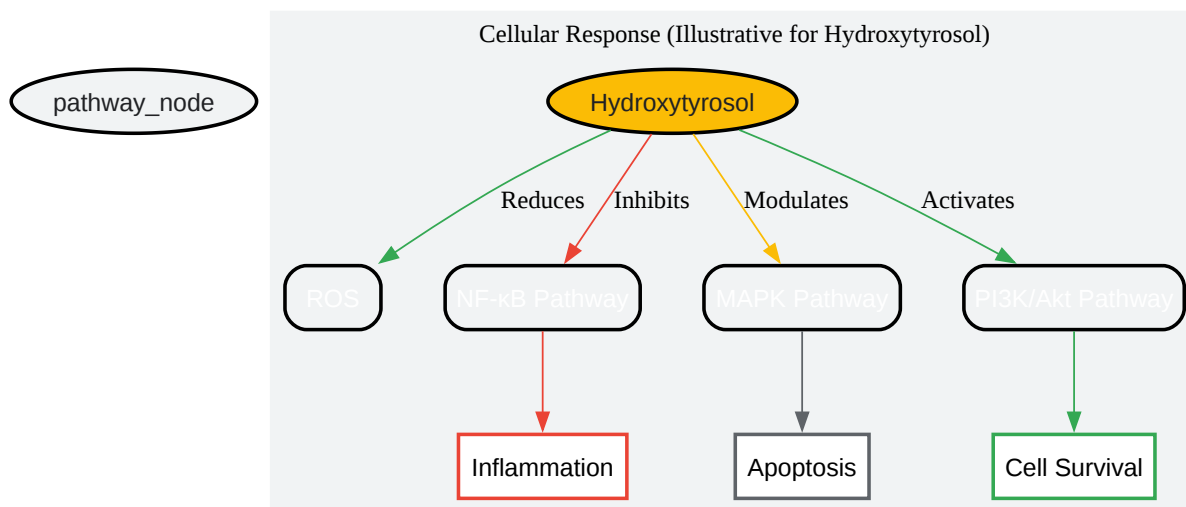 Cellular Response (Illustrative for Hydroxytyrosol)
pathway_node
Hydroxytyrosol
Reduces
Inhibits
Modulates
Activates
ROS
NF-κB Pathway
MAPK Pathway
PI3K/Akt Pathway
Inflammation
Apoptosis
Cell Survival